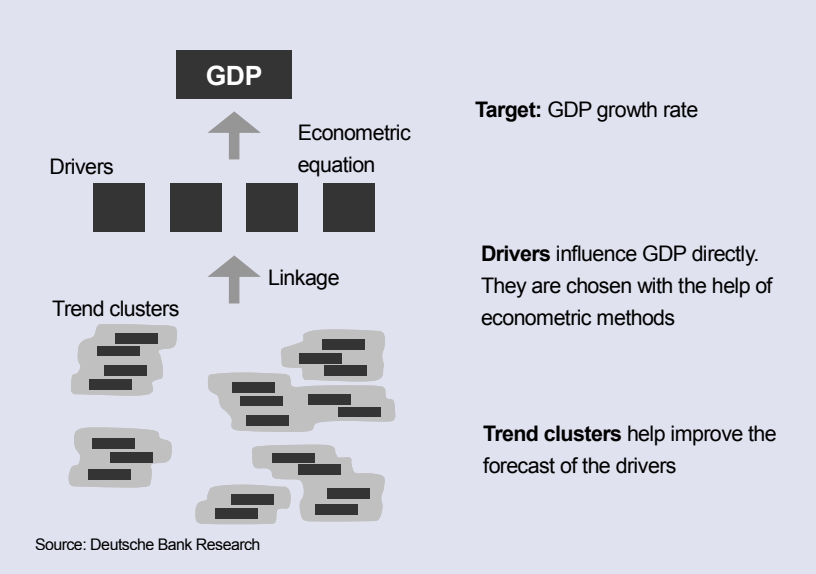 GDP
Target: GDP growth rate
Econometric
equation
Drivers
Drivers influence GDP directly.
They are chosen with the help of
econometric methods
Linkage
Trend clusters
Trend clusters help improve the
forecast of the drivers
Source: Deutsche Bank Research